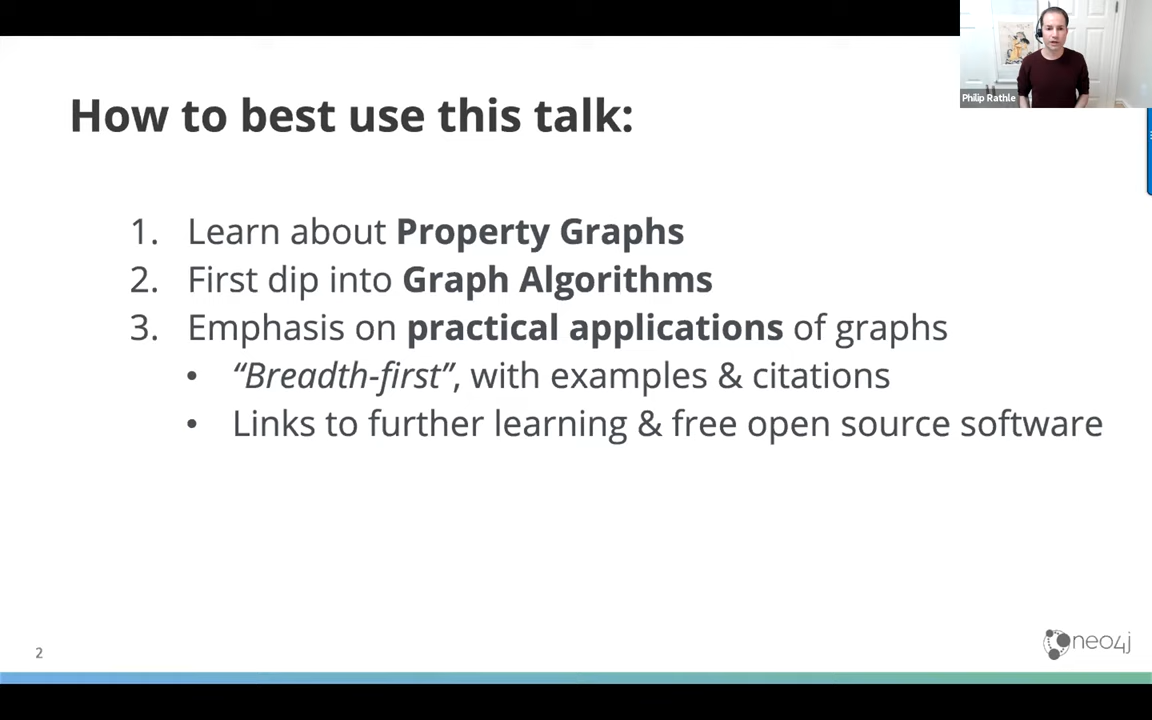 Philip Rathle
How to best use this talk:
1. Learn about Property Graphs
2. First dip into Graph Algorithms
3. Emphasis on practical applications of graphs
• “Breadth-first”, with examples & citations
• Links to further learning & free open source software
2
neo4j